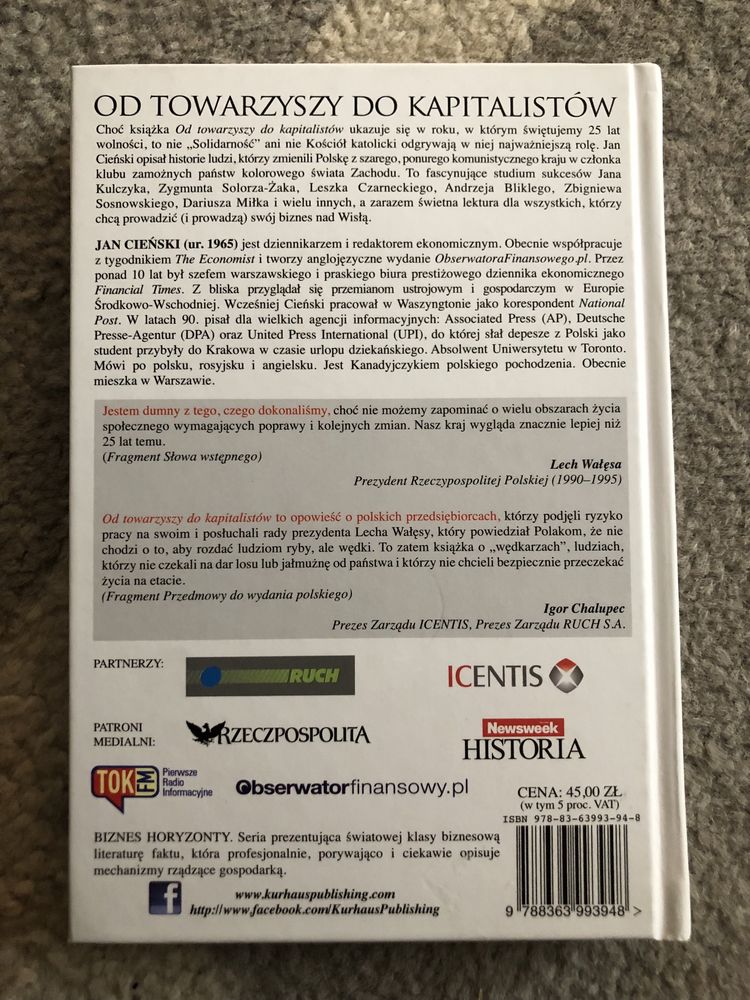 OD TOWARZYSZY DO KAPITALISTÓW
Choć książka Od towarzyszy do kapitalistów ukazuje się w roku, w którym świętujemy 25 lat
wolności, to nie „Solidarność” ani nie Kościół katolicki odgrywają w niej najważniejszą rolę. Jan
Cieński opisał historie ludzi, którzy zmienili Polskę z szarego, ponurego komunistycznego kraju w członka
klubu zamożnych państw kolorowego świata Zachodu. To fascynujące studium sukcesów Jana
Kulczyka, Zygmunta Solorza-Żaka, Leszka Czarneckiego, Andrzeja Bliklego, Zbigniewa
Sosnowskiego, Dariusza Miłka i wielu innych, a zarazem świetna lektura dla wszystkich, którzy
chcą prowadzić (i prowadzą) swój biznes nad Wisłą.
JAN CIEŃSKI (ur. 1965) jest dziennikarzem i redaktorem ekonomicznym. Obecnie współpracuje
z tygodnikiem The Economist i tworzy anglojęzyczne wydanie ObserwatoraFinansowego.pl. Przez
ponad 10 lat był szefem warszawskiego i praskiego biura prestiżowego dziennika ekonomicznego
Financial Times. Z bliska przyglądał się przemianom ustrojowym i gospodarczym w Europie
Środkowo-Wschodniej. Wcześniej Cieński pracował w Waszyngtonie jako korespondent National
Post. W latach 90. pisał dla wielkich agencji informacyjnych: Associated Press (AP), Deutsche
Presse-Agentur (DPA) oraz United Press International (UPI), do której słał depesze z Polski jako
student przybyły do Krakowa w czasie urlopu dziekańskiego. Absolwent Uniwersytetu w Toronto.
Mówi po polsku, rosyjsku i angielsku. Jest Kanadyjczykiem polskiego pochodzenia. Obecnie
mieszka w Warszawie.
Jestem dumny z tego, czego dokonaliśmy, choć nie możemy zapominać o wielu obszarach życia
społecznego wymagających poprawy i kolejnych zmian. Nasz kraj wygląda znacznie lepiej niż
25 lat temu.
(Fragment Słowa wstępnego)
Lech Wałęsa
Prezydent Rzeczypospolitej Polskiej (1990–1995)
Od towarzyszy do kapitalistów to opowieść o polskich przedsiębiorcach, którzy podjęli ryzyko
pracy na swoim i posłuchali rady prezydenta Lecha Wałęsy, który powiedział Polakom, że nie
chodzi o to, aby rozdać ludziom ryby, ale wędki. To zatem książka o „wędkarzach”, ludziach,
którzy nie czekali na dar losu lub jałmużnę od państwa i którzy nie chcieli bezpiecznie przeczekać
życia na etacie.
(Fragment Przedmowy do wydania polskiego)
Igor Chalupec
Prezes Zarządu ICENTIS, Prezes Zarządu RUCH S.A.
PARTNERZY:
RUCH
ICENTIS
PATRONI
MEDIALNI:
RZECZPOSPOLITA
Newsweek
HISTORIA
TOK FM
Pierwsze
Radio
Informacyjne
Obserwatorfinansowy.pl
CENA: 45,00 ZŁ
(w tym 5 proc. VAT)
ISBN 978-83-63993-94-8
BIZNES HORYZONTY. Seria prezentująca światowej klasy biznesową
literaturę faktu, która profesjonalnie, porywająco i ciekawie opisuje
mechanizmy rządzące gospodarką.
f
www.kurhauspublishing.com
http://www.facebook.com/KurhausPublishing
9 788363 993948 >